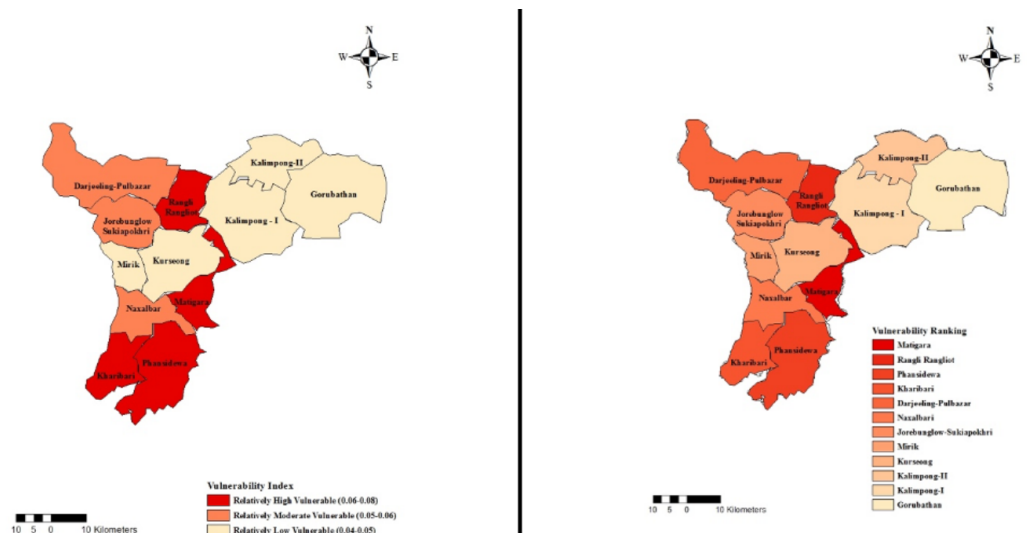 N
W E
S
Kalimpong-II
Darjeeling-Pulbazar
Gorubathan
Rangli
Rangliot
Jorebunglow
Sukiapokhri
Kalimpong - I
Mirik
Kurseong
Naxalbar
Matigara
Phansidewa
Kharibari
Vulnerability Index
Relatively High Vulnerable (0.06-0.08)
Relatively Moderate Vulnerable (0.05-0.06)
Relatively Low Vulnerable (0.04-0.05)
10 5 0 10 Kilometers
N
W E
S
Kalimpong-II
Darjeeling-Pulbazar
Gorubathan
Rangli
Rangliot
Jorebunglow
Sukiapokhri
Kalimpong - I
Mirik
Kurseong
Naxalbar
Matigara
Phansidewa
Kharibari
Vulnerability Ranking
Matigara
Rangli Rangliot
Phansidewa
Kharibari
Darjeeling-Pulbazar
Naxalbari
Jorebunglow-Sukiapokhri
Mirik
Kurseong
Kalimpong-II
Kalimpong-I
Gorubathan
10 5 0 10 Kilometers